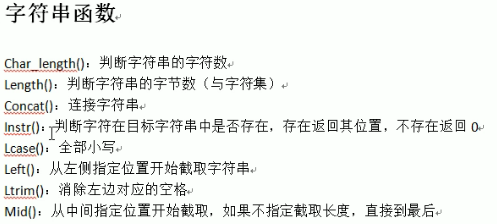 字符串函数
Char_length()：判断字符串的字符数
Length()：判断字符串的字节数（与字符集）
Concat()：连接字符串
Instr()：判断字符在目标字符串中是否存在，存在返回其位置，不存在返回 0
Lcase()：全部小写
Left()：从左侧指定位置开始截取字符串
Ltrim()：消除左边对应的空格
Mid()：从中间指定位置开始截取，如果不指定截取长度，直接到最后